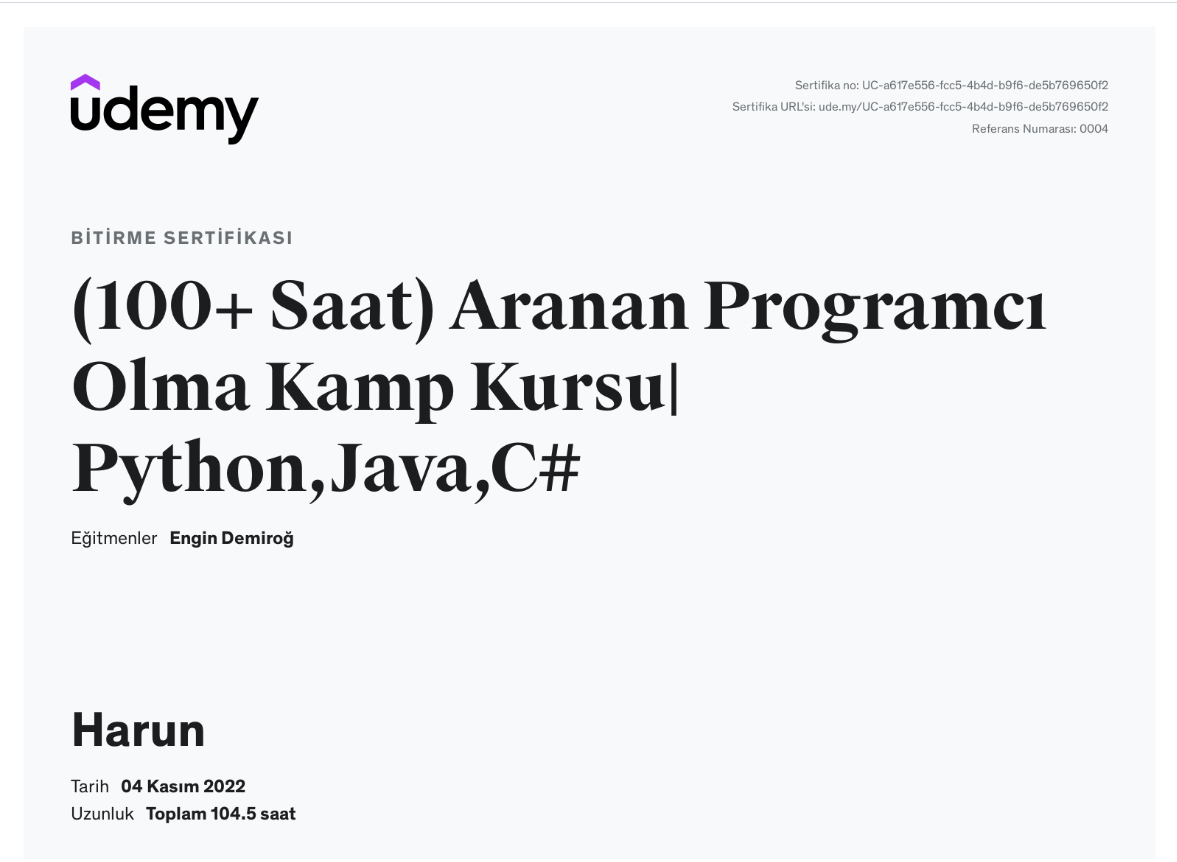 udemy
Sertifika no: UC-a617e556-fcc5-4b4d-b9f6-de5b769650f2
Sertifika URL'si: ude.my/UC-a617e556-fcc5-4b4d-b9f6-de5b769650f2
Referans Numarası: 0004
BİTİRME SERTİFİKASI
(100+ Saat) Aranan Programcı
Olma Kamp Kursu|
Python,Java,C#
Eğitmenler Engin Demiroğ
Harun
Tarih 04 Kasım 2022
Uzunluk Toplam 104.5 saat